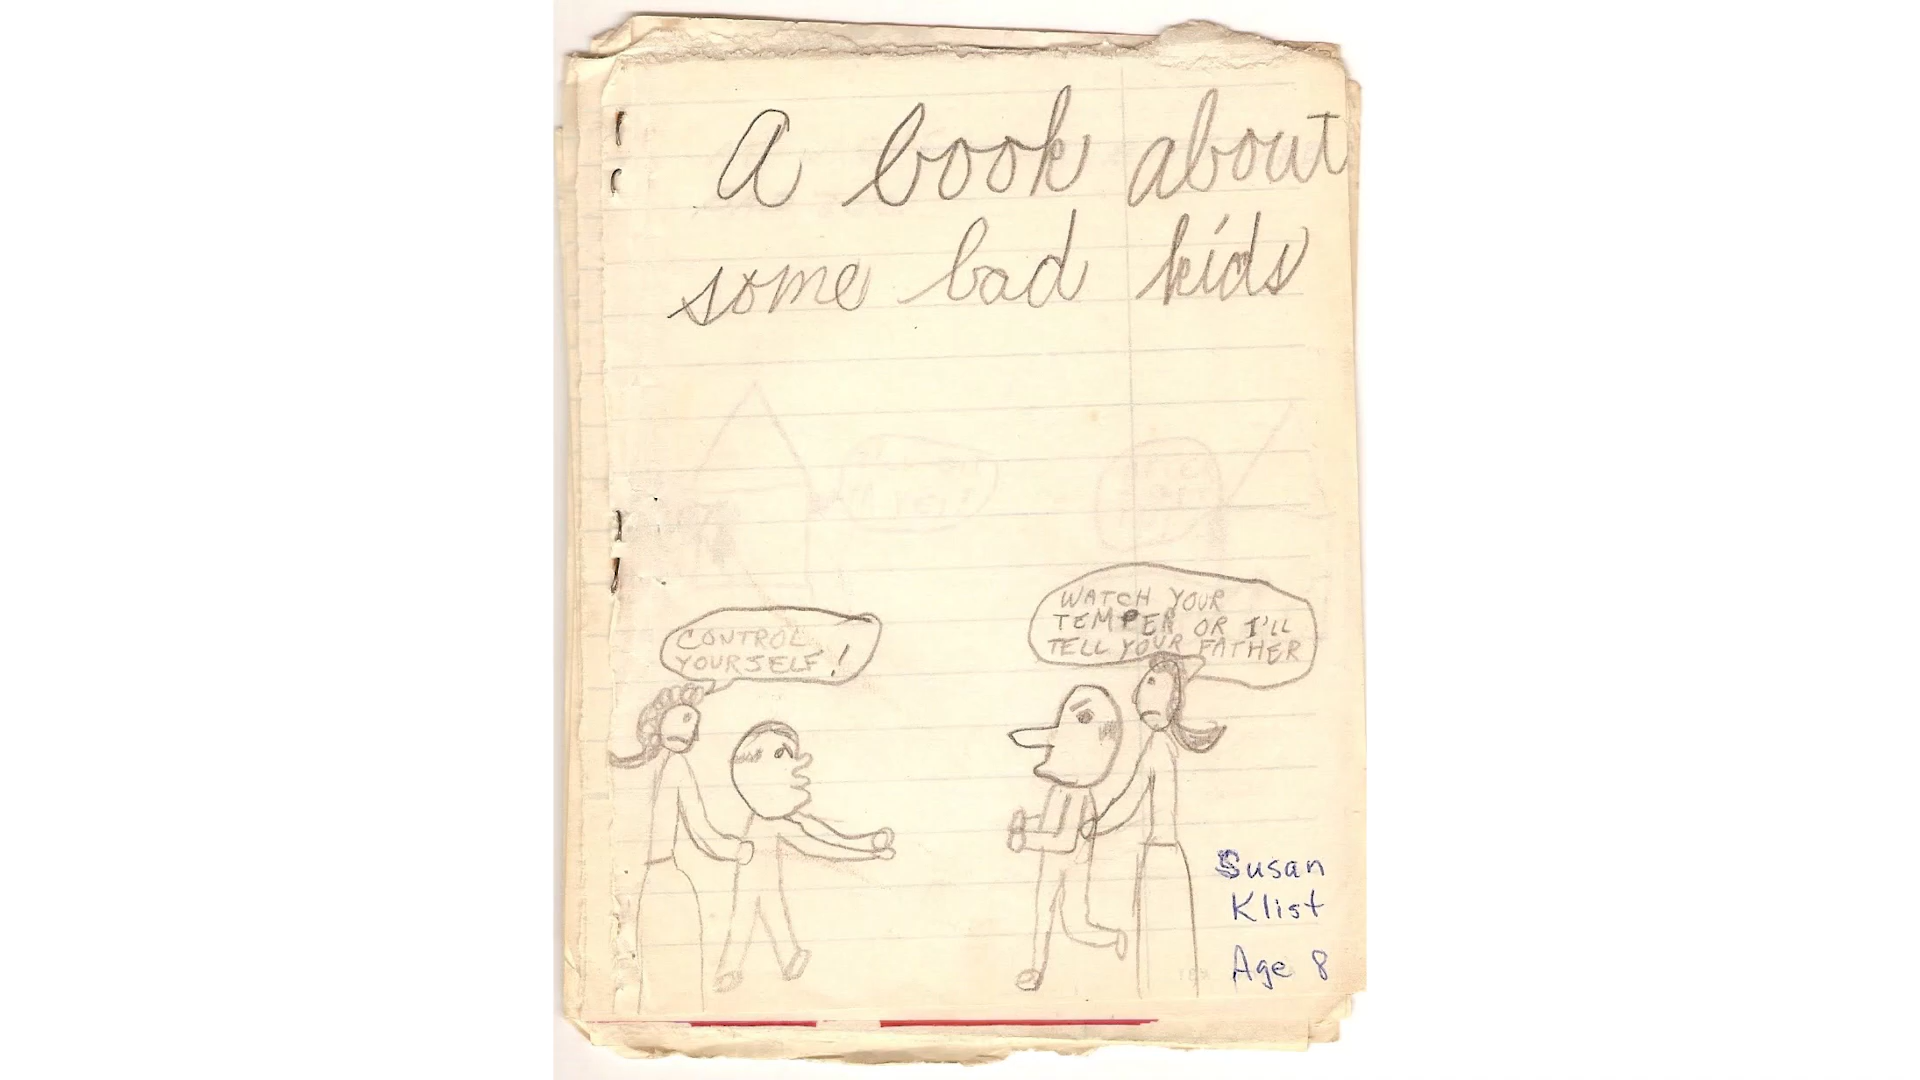 a book about
some bad kids
CONTROL
YOURSELF!
WATCH YOUR
TEMPER OR I'LL
TELL YOUR FATHER
Susan
Klist
Age 8